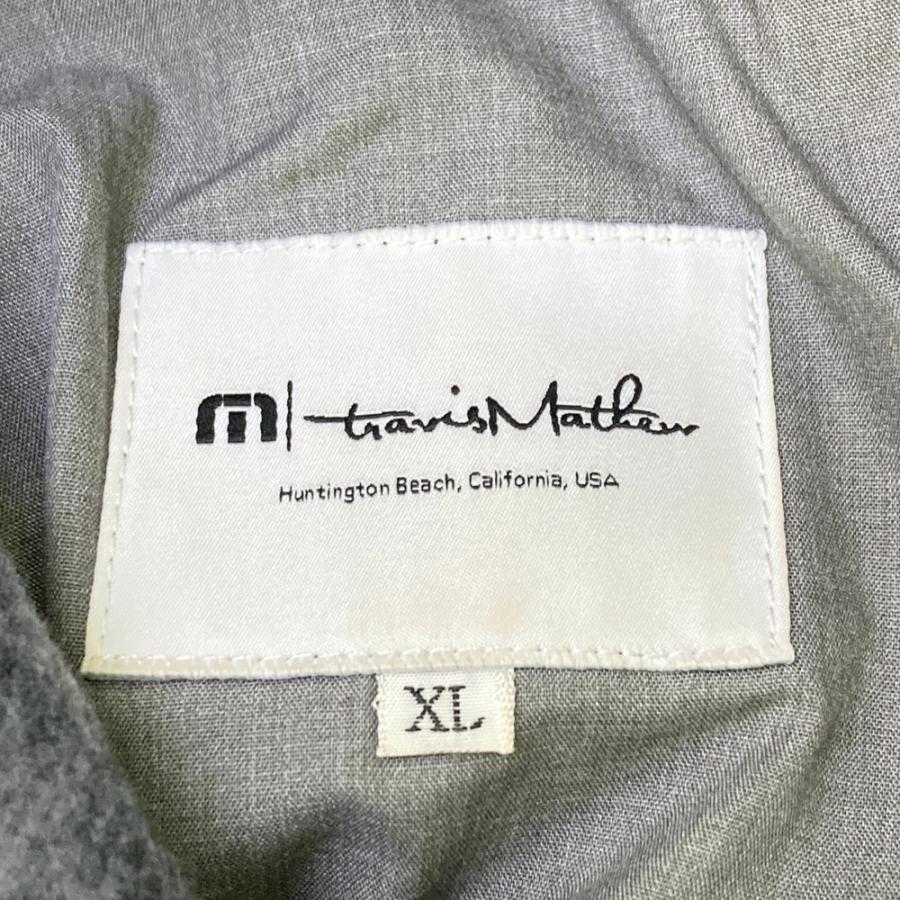 m | travisMathew
Huntington Beach, California, USA
XL